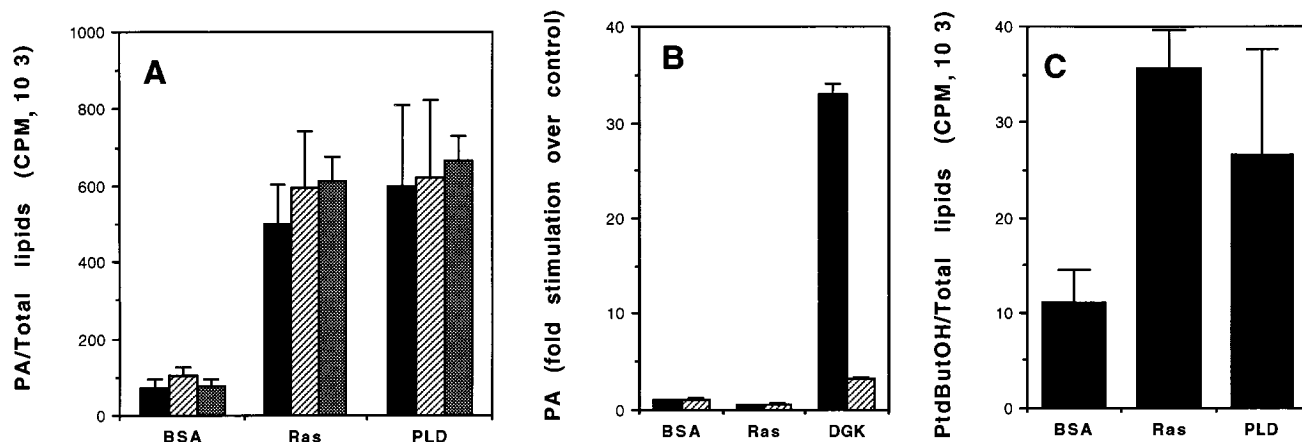 PA/Total lipids (CPM, 10 3)
1000
800
600
400
200
0
A
BSA Ras PLD
PA (fold stimulation over control)
40
30
20
10
0
B
BSA Ras DGK
PtdButOH/Total lipids (CPM, 10 3)
40
30
20
10
0
C
BSA Ras PLD